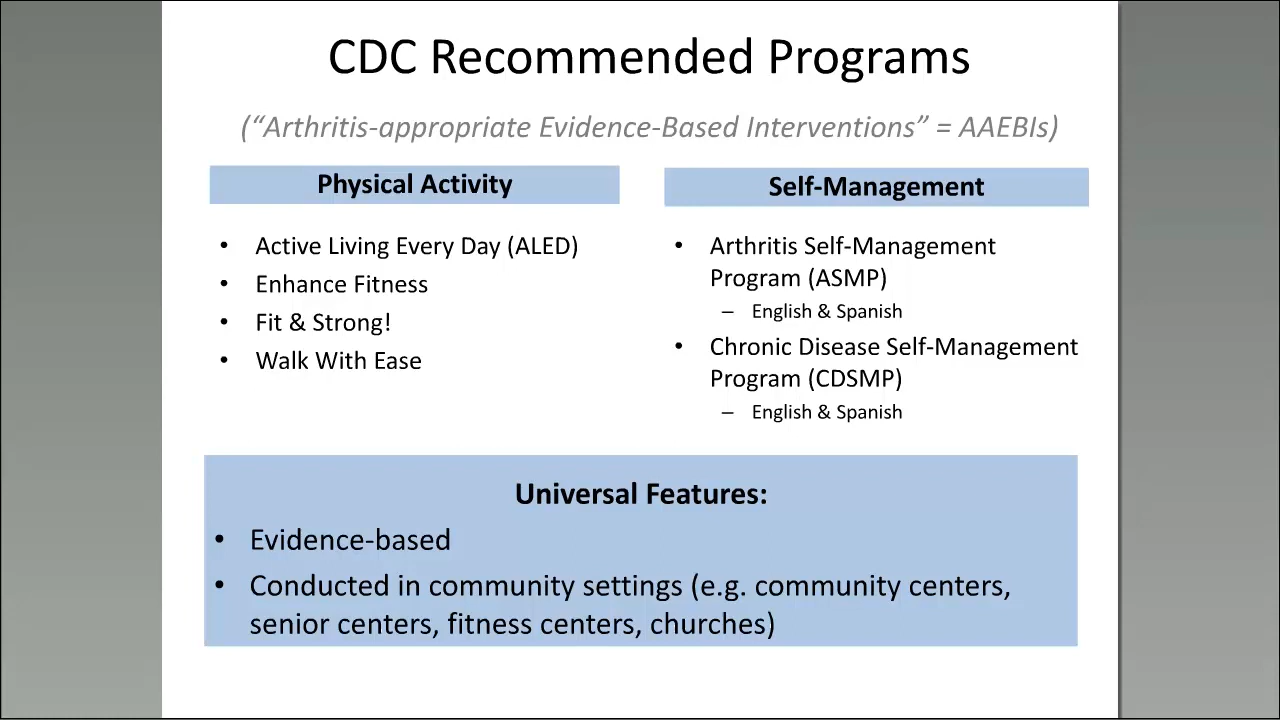 CDC Recommended Programs
(“Arthritis-appropriate Evidence-Based Interventions” = AAEBIs)
Physical Activity
• Active Living Every Day (ALED)
• Enhance Fitness
• Fit & Strong!
• Walk With Ease
Self-Management
• Arthritis Self-Management
Program (ASMP)
– English & Spanish
• Chronic Disease Self-Management
Program (CDSMP)
– English & Spanish
Universal Features:
• Evidence-based
• Conducted in community settings (e.g. community centers,
senior centers, fitness centers, churches)